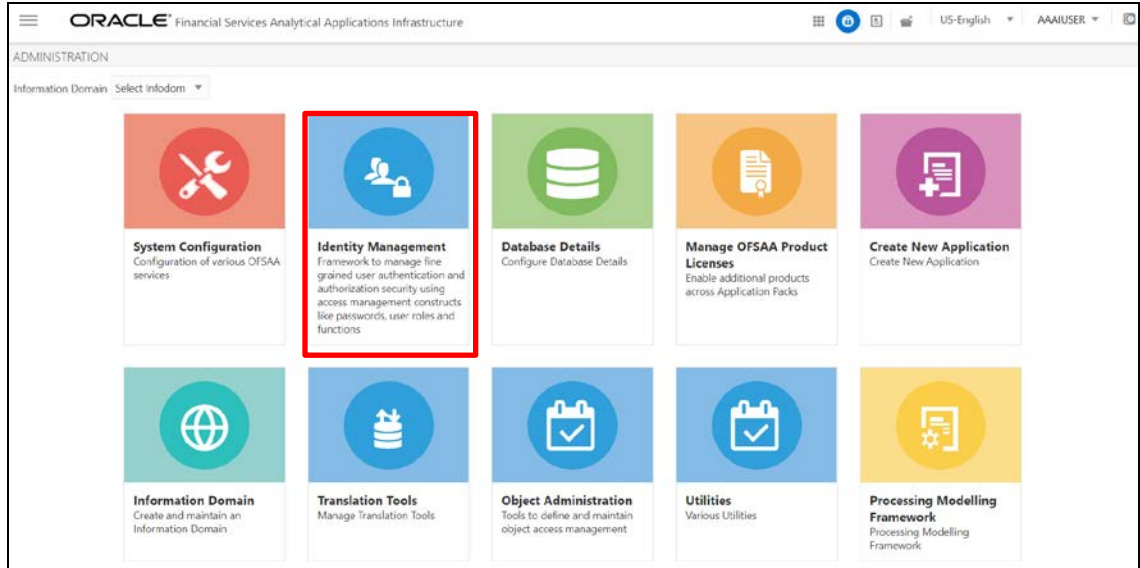 ORACLE® Financial Services Analytical Applications Infrastructure
US-English
AAAIUSER
ADMINISTRATION
Information Domain
Select Infodom
System Configuration
Configuration of various OFSAA
services
Identity Management
Framework to manage fine
grained user authentication and
authorization security using
access management constructs
like passwords, user roles and
functions
Database Details
Configure Database Details
Manage OFSAA Product
Licenses
Enable additional products
across Application Packs
Create New Application
Create New Application
Information Domain
Create and maintain an
Information Domain
Translation Tools
Manage Translation Tools
Object Administration
Tools to define and maintain
object access management
Utilities
Various Utilities
Processing Modelling
Framework
Processing Modelling
Framework